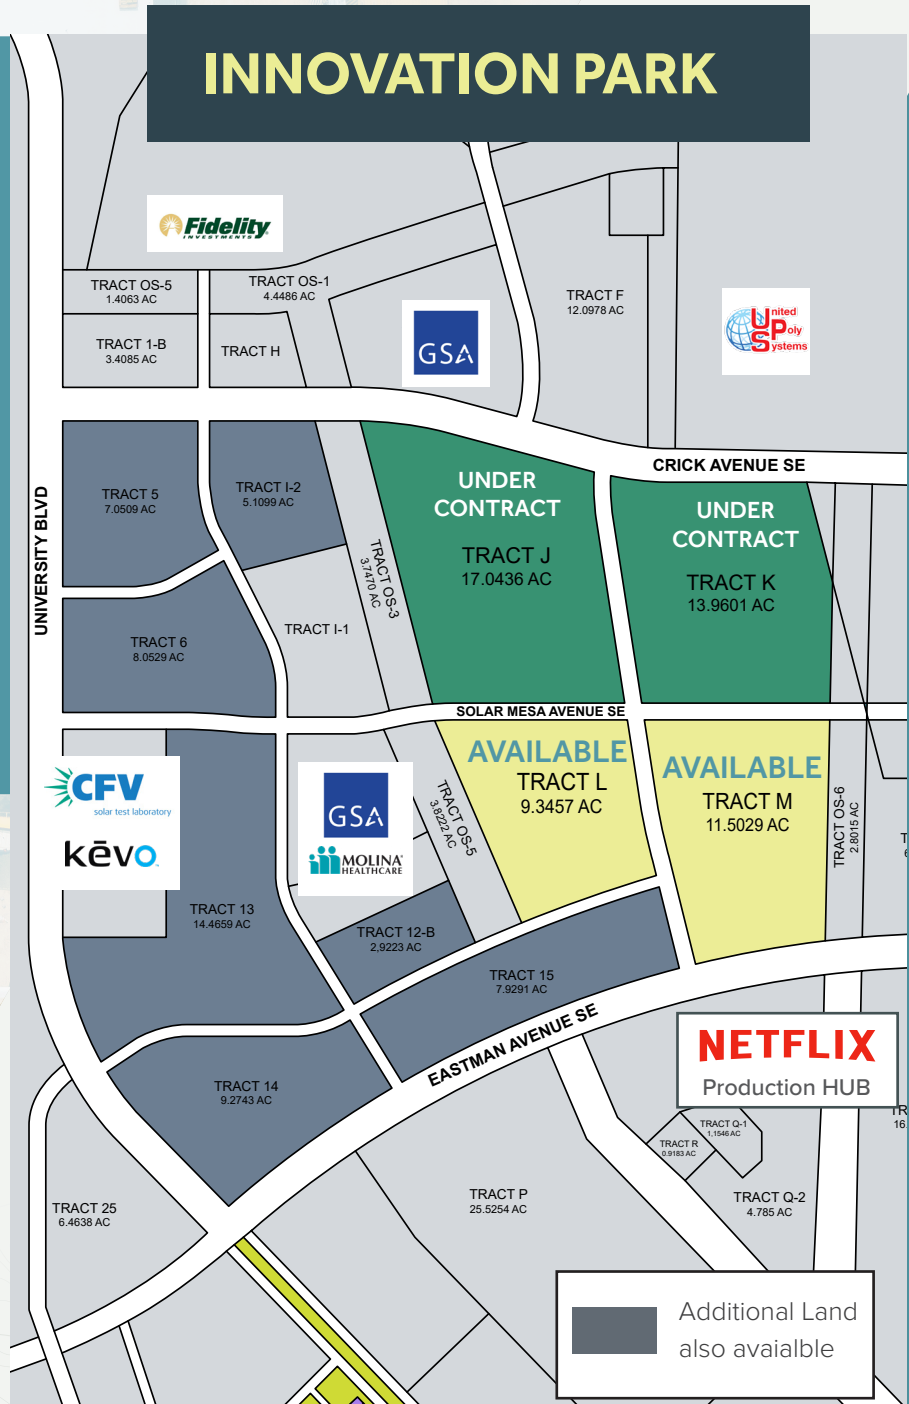 INNOVATION PARK
Fidelity
INVESTMENTS
TRACT OS-5
1.4063 AC
TRACT OS-1
4.4486 AC
TRACT F
12.0978 AC
TRACT 1-B
3.4085 AC
TRACT H
GSA
United
Poly
Systems
CRICK AVENUE SE
UNIVERSITY BLVD
TRACT 5
7.0509 AC
TRACT I-2
5.1099 AC
UNDER
CONTRACT
TRACT J
17.0436 AC
UNDER
CONTRACT
TRACT K
13.9601 AC
TRACT OS-3
3.7470 AC
TRACT I-1
TRACT 6
8.0529 AC
SOLAR MESA AVENUE SE
AVAILABLE
TRACT L
9.3457 AC
AVAILABLE
TRACT M
11.5029 AC
CFV
solar test laboratory
kēvo
GSA
MOLINA
HEALTHCARE
TRACT OS-5
3.8222 AC
TRACT OS-6
2.8015 AC
TRACT 13
14.4659 AC
TRACT 12-B
2,9223 AC
TRACT 15
7.9291 AC
EASTMAN AVENUE SE
NETFLIX
Production HUB
TRACT 14
9.2743 AC
TR
16.
TRACT Q-1
1,1546 AC
TRACT R
0.9183 AC
TRACT 25
6.4638 AC
TRACT P
25.5254 AC
TRACT Q-2
4.785 AC
Additional Land
also avaialble